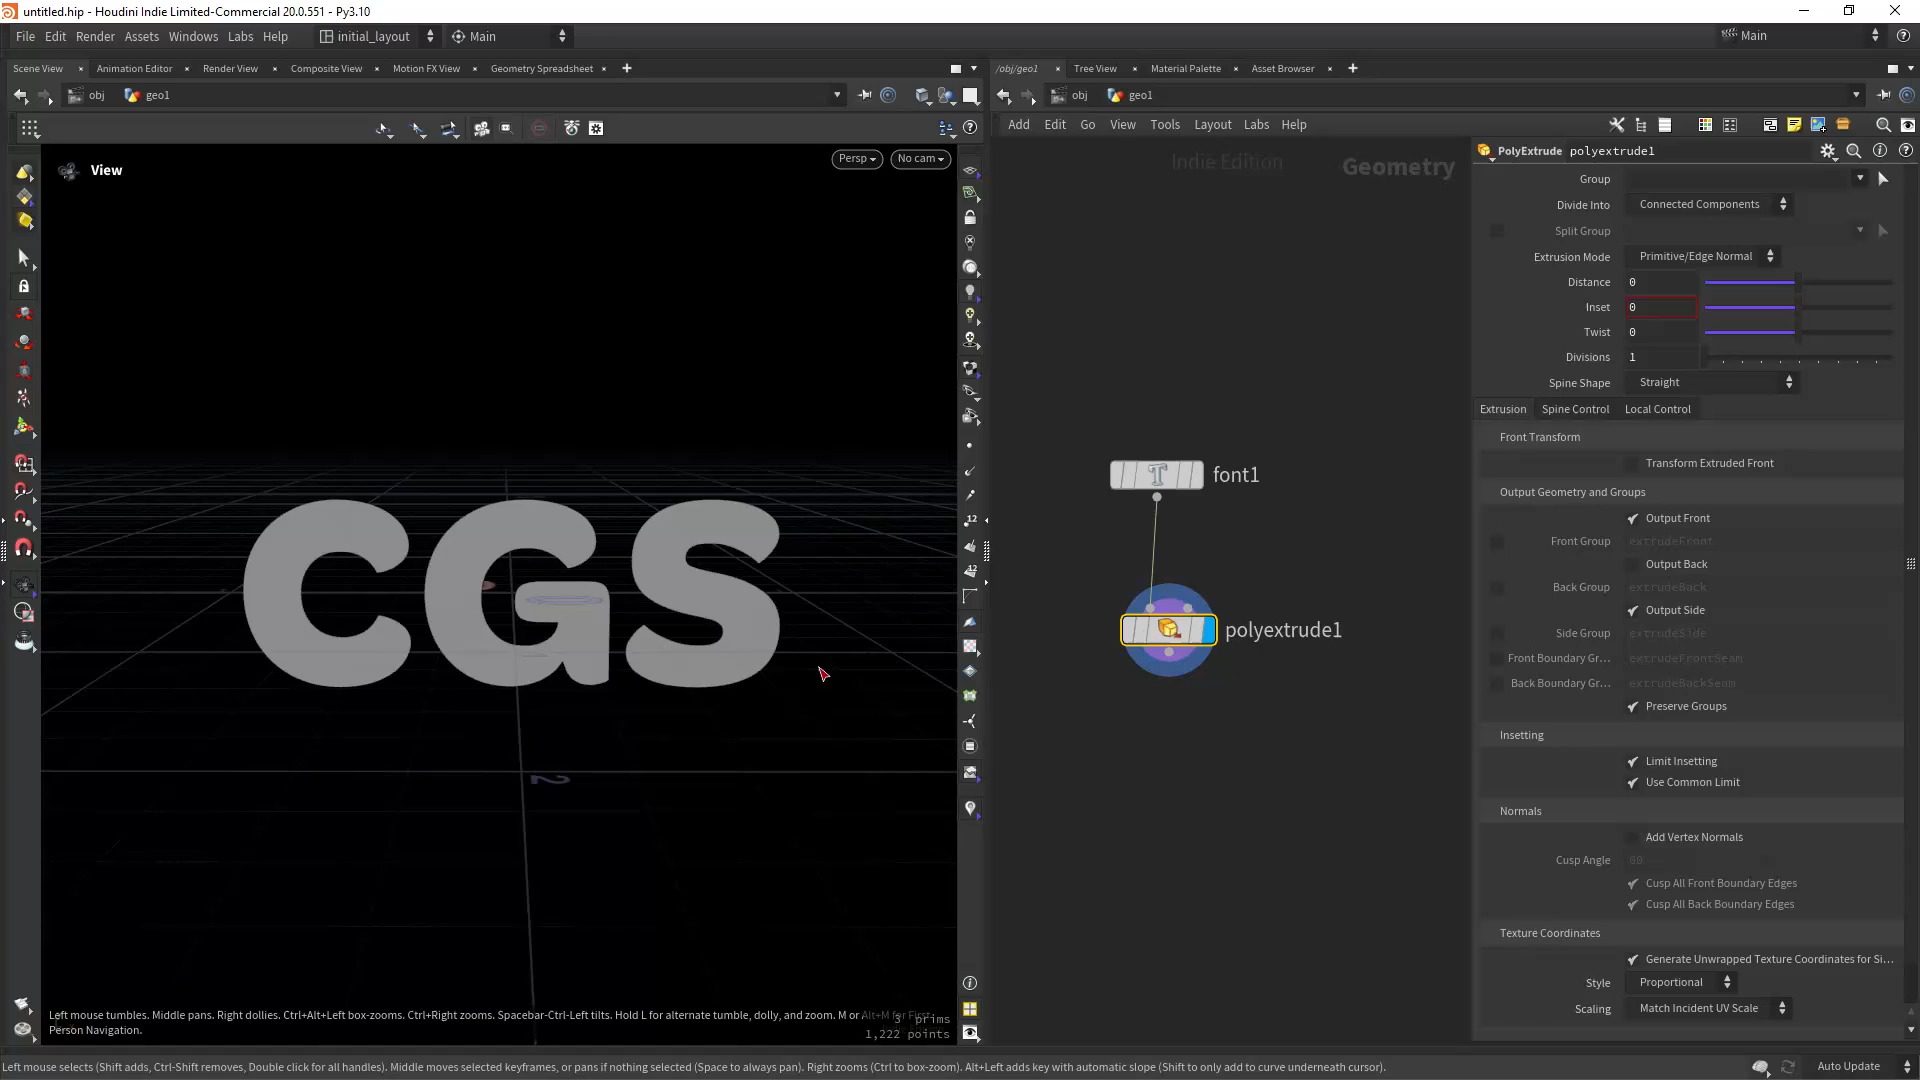 untitled.hip - Houdini Indie Limited-Commercial 20.0.551 - Py3.10
File Edit Render Assets Windows Labs Help initial_layout Main Main
Scene View Animation Editor Render View Composite View Motion FX View Geometry Spreadsheet
/obj/geo1 Tree View Material Palette Asset Browser
obj geo1
obj geo1
Add Edit Go View Tools Layout Labs Help
View
Persp No cam
Indie Edition Geometry
CGS
2
12
12
font1
polyextrude1
PolyExtrude polyextrude1
Group
Divide Into Connected Components
Split Group
Extrusion Mode Primitive/Edge Normal
Distance 0
Inset 0
Twist 0
Divisions 1
Spine Shape Straight
Extrusion Spine Control Local Control
Front Transform
Transform Extruded Front
Output Geometry and Groups
Output Front
Front Group extrudeFront
Output Back
Back Group extrudeBack
Output Side
Side Group extrudeSide
Front Boundary Gr... extrudeFrontSeam
Back Boundary Gr... extrudeBackSeam
Preserve Groups
Insetting
Limit Insetting
Use Common Limit
Normals
Add Vertex Normals
Cusp Angle 60
Cusp All Front Boundary Edges
Cusp All Back Boundary Edges
Texture Coordinates
Generate Unwrapped Texture Coordinates for Si...
Style Proportional
Scaling Match Incident UV Scale
Left mouse tumbles. Middle pans. Right dollies. Ctrl+Alt+Left box-zooms. Ctrl+Right zooms. Spacebar-Ctrl-Left tilts. Hold L for alternate tumble, dolly, and zoom. M or Alt+M for First
Person Navigation.
3 prims
1,222 points
Left mouse selects (Shift adds, Ctrl-Shift removes, Double click for all handles). Middle moves selected keyframes, or pans if nothing selected (Space to always pan). Right zooms (Ctrl to box-zoom). Alt+Left adds key with automatic slope (Shift to only add to curve underneath cursor).
Auto Update